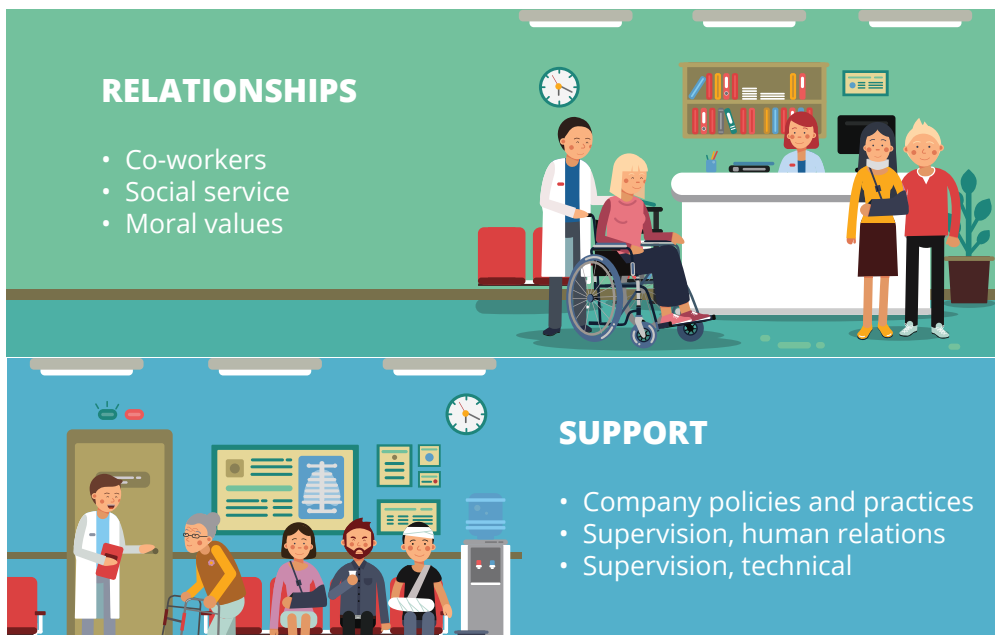 RELATIONSHIPS
• Co-workers
• Social service
• Moral values
SUPPORT
• Company policies and practices
• Supervision, human relations
• Supervision, technical